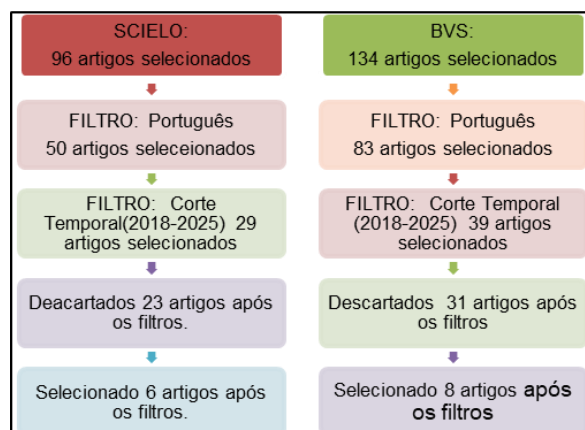 SCIELO:
96 artigos selecionados
FILTRO: Português
50 artigos seleceionados
FILTRO: Corte
Temporal(2018-2025) 29
artigos selecionados
Deacartados 23 artigos após
os filtros.
Selecionado 6 artigos após
os filtros.
BVS:
134 artigos selecionados
FILTRO: Português
83 artigos selecionados
FILTRO: Corte Temporal
(2018-2025) 39 artigos
selecionados
Descartados 31 artigos após
os filtros
Selecionado 8 artigos após
os filtros